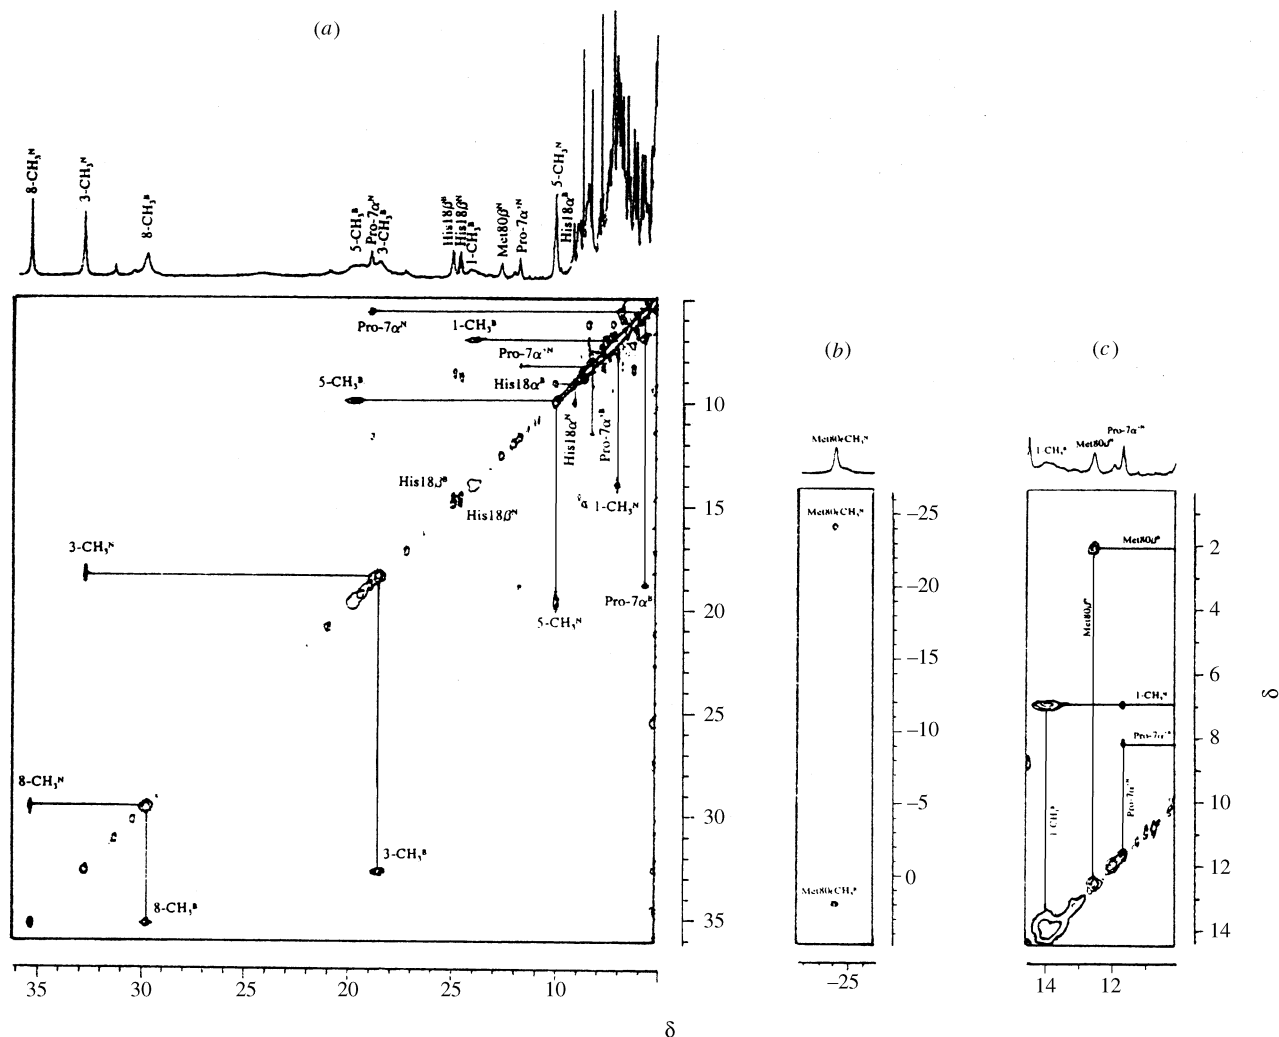 (a)
8-CH₃ᴺ
3-CH₃ᴺ
8-CH₃ᴮ
5-CH₃ᴮ
Pro-7αᴺ
3-CH₃ᴮ
His18βᴺ
His18βᴺ
1-CH₃ᴮ
Met80βᴺ
Pro-7α'ᴺ
5-CH₃ᴺ
His18αᴮ
Pro-7αᴺ
1-CH₃ᴮ
Pro-7α'ᴺ
5-CH₃ᴮ
His18αᴮ
10
His18αᴺ
Pro-7α'ᴮ
His18βᴮ
His18βᴺ
1-CH₃ᴺ
15
3-CH₃ᴺ
Pro-7αᴮ
20
5-CH₃ᴺ
25
8-CH₃ᴺ
30
3-CH₃ᴮ
8-CH₃ᴮ
35
35
30
25
20
15
10
δ
(b)
Met80εCH₃ᴺ
Met80εCH₃ᴺ
−25
−20
−15
−10
−5
0
Met80εCH₃ᴮ
−25
(c)
1-CH₃ᴮ
Met80βᴺ
Pro-7α'ᴺ
Met80βᴺ
2
Met80βᴮ
4
6
1-CH₃ᴺ
Pro-7α'ᴺ
8
1-CH₃ᴮ
Pro-7α'ᴺ
10
12
14
14
12
δ